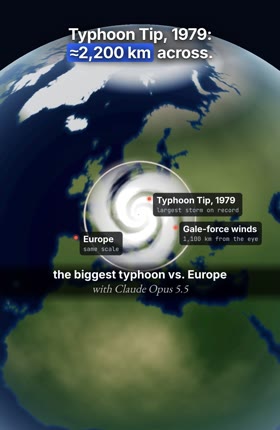 Typhoon Tip, 1979:
≈2,200 km across.
Typhoon Tip, 1979
largest storm on record
Gale-force winds
1,100 km from the eye
Europe
same scale
the biggest typhoon vs. Europe
with Claude Opus 5.5